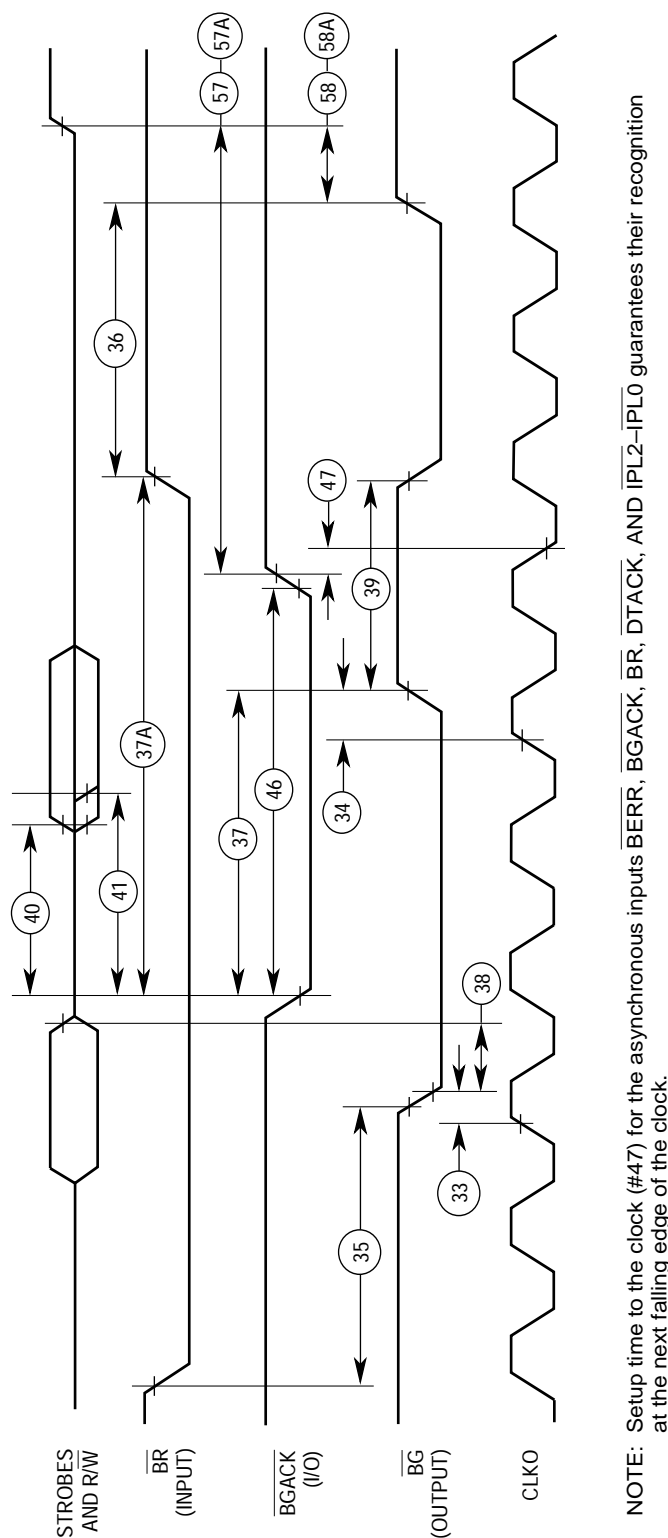 STROBES
AND R/W
BR
(INPUT)
BGACK
(I/O)
BG
(OUTPUT)
CLKO
40
41
37A
36
37
46
57
57A
35
34
39
47
58
58A
33
38
NOTE: Setup time to the clock (#47) for the asynchronous inputs BERR, BGACK, BR, DTACK, AND IPL2–IPL0 guarantees their recognition
at the next falling edge of the clock.